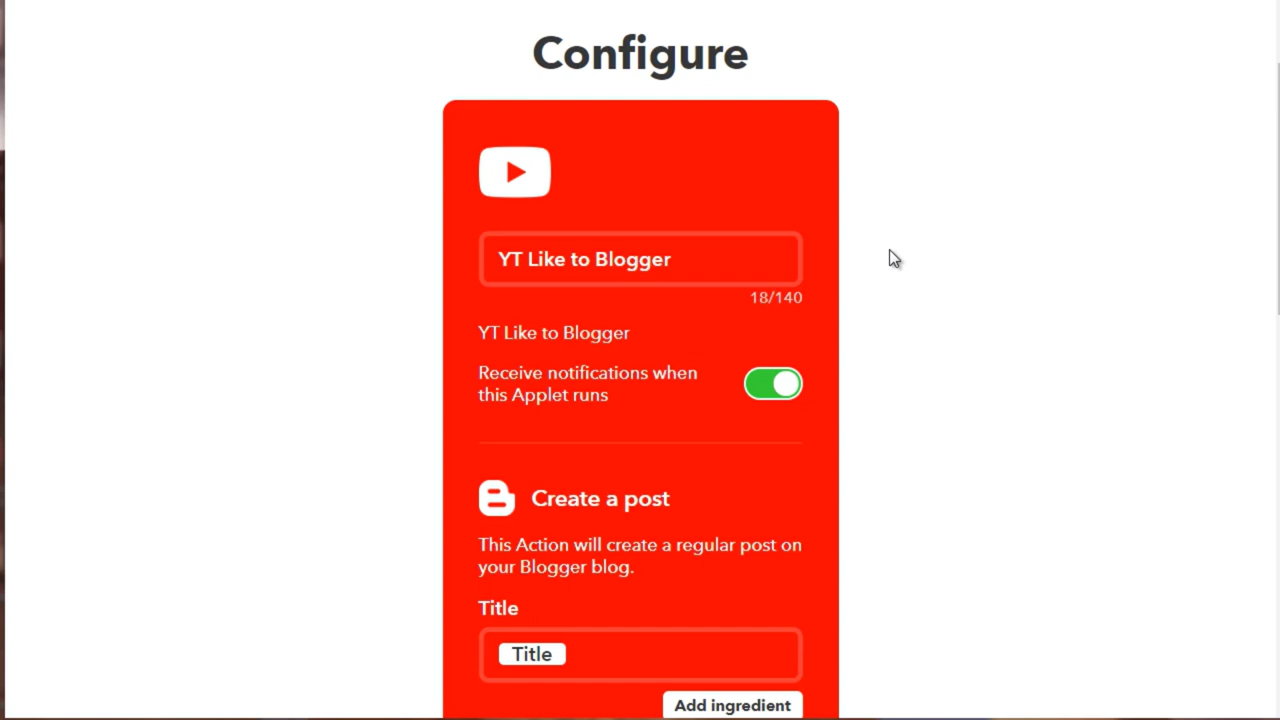 Configure
YT Like to Blogger
18/140
YT Like to Blogger
Receive notifications when
this Applet runs
Create a post
This Action will create a regular post on
your Blogger blog.
Title
Title
Add ingredient